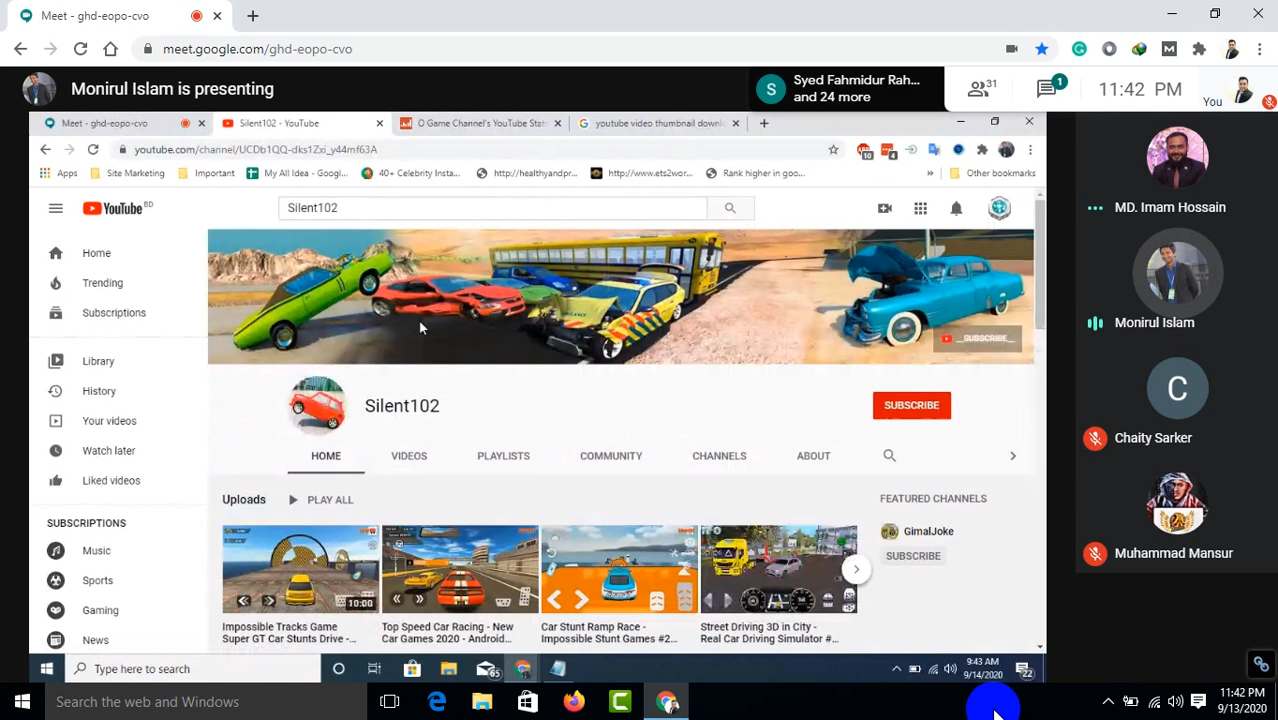 Meet - ghd-eopo-cvo
meet.google.com/ghd-eopo-cvo
Monirul Islam is presenting
Syed Fahmidur Rah...
and 24 more
S
31
1
11:42 PM
You
Meet - ghd-eopo-cvo
Silent102 - YouTube
O Game Channel's YouTube Stat
youtube video thumbnail downl
youtube.com/channel/UCDb1QQ-dks1Zxi_y44mf63A
10
4
Apps
Site Marketing
Important
My All Idea - Googl...
40+ Celebrity Insta...
http://healthyandpr...
http://www.ets2wor...
Rank higher in goo...
»
Other bookmarks
YouTube BD
Silent102
Home
Trending
Subscriptions
Library
History
Your videos
Watch later
Liked videos
SUBSCRIPTIONS
Music
Sports
Gaming
News
SUBSCRIBE
Silent102
SUBSCRIBE
HOME
VIDEOS
PLAYLISTS
COMMUNITY
CHANNELS
ABOUT
Uploads
PLAY ALL
FEATURED CHANNELS
GimalJoke
SUBSCRIBE
10:00
Impossible Tracks Game
Super GT Car Stunts Drive -...
Top Speed Car Racing - New
Car Games 2020 - Android...
Car Stunt Ramp Race -
Impossible Stunt Games #2...
Street Driving 3D in City -
Real Car Driving Simulator #...
MD. Imam Hossain
Monirul Islam
C
Chaity Sarker
Muhammad Mansur
Type here to search
65
9:43 AM
9/14/2020
22
Search the web and Windows
11:42 PM
9/13/2020